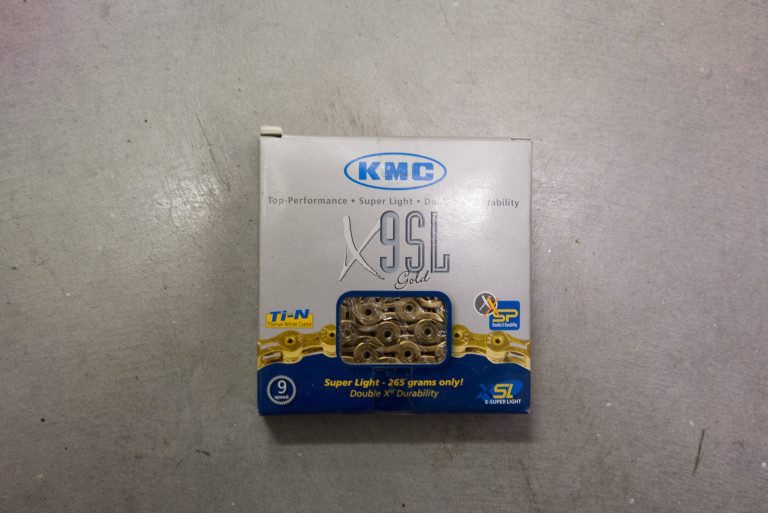 KMC
Top-Performance • Super Light • Durability
X9SL
Gold
Ti-N
Titanium Nitride Coated
SP
Double X-Durability
Super Light - 265 grams only!
Double X² Durability
9
speed
SL
X-SUPER LIGHT